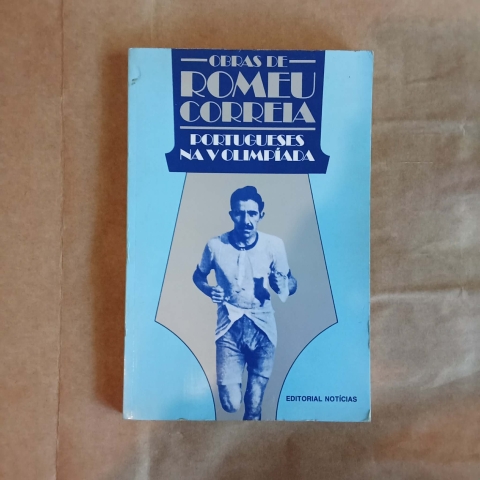 OBRAS DE
ROMEU
CORREIA
PORTUGUESES
NA V OLIMPÍADA
EDITORIAL NOTÍCIAS